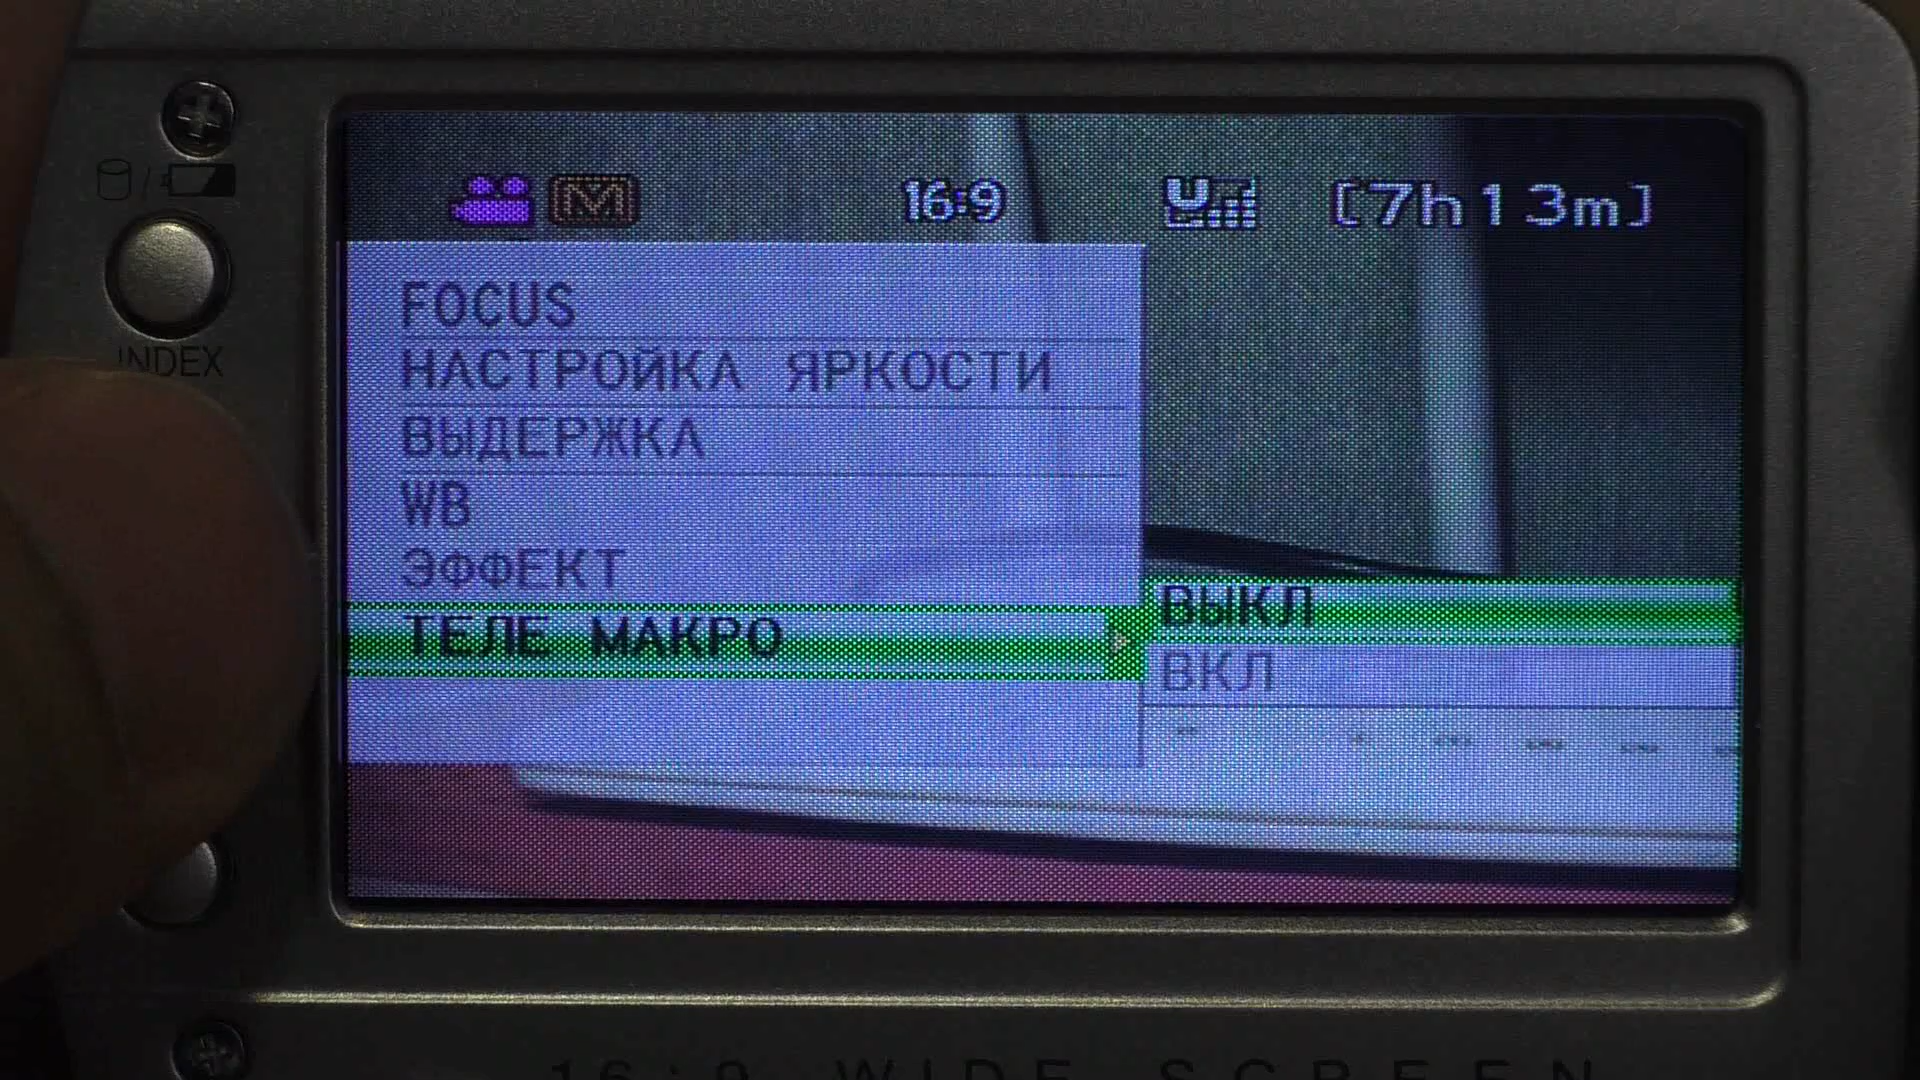 M 16:9 [7h13m]
INDEX
FOCUS
НАСТРОЙКА ЯРКОСТИ
ВЫДЕРЖКА
WB
ЭФФЕКТ
ТЕЛЕ МАКРО
ВЫКЛ
ВКЛ
16:9 WIDE SCREEN